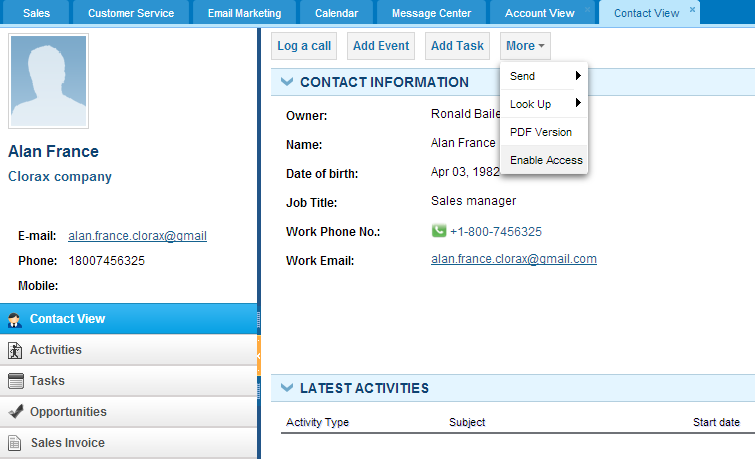 Sales Customer Service Email Marketing Calendar Message Center Account View Contact View
Alan France
Clorax company
E-mail: alan.france.clorax@gmail
Phone: 18007456325
Mobile:
Contact View
Activities
Tasks
Opportunities
Sales Invoice
Log a call Add Event Add Task More
Send
Look Up
PDF Version
Enable Access
CONTACT INFORMATION
Owner: Ronald
Name: Alan France
Date of birth: Apr 03, 1982
Job Title: Sales manager
Work Phone No.: +1-800-7456325
Work Email: alan.france.clorax@gmail.com
LATEST ACTIVITIES
Activity Type Subject Start date